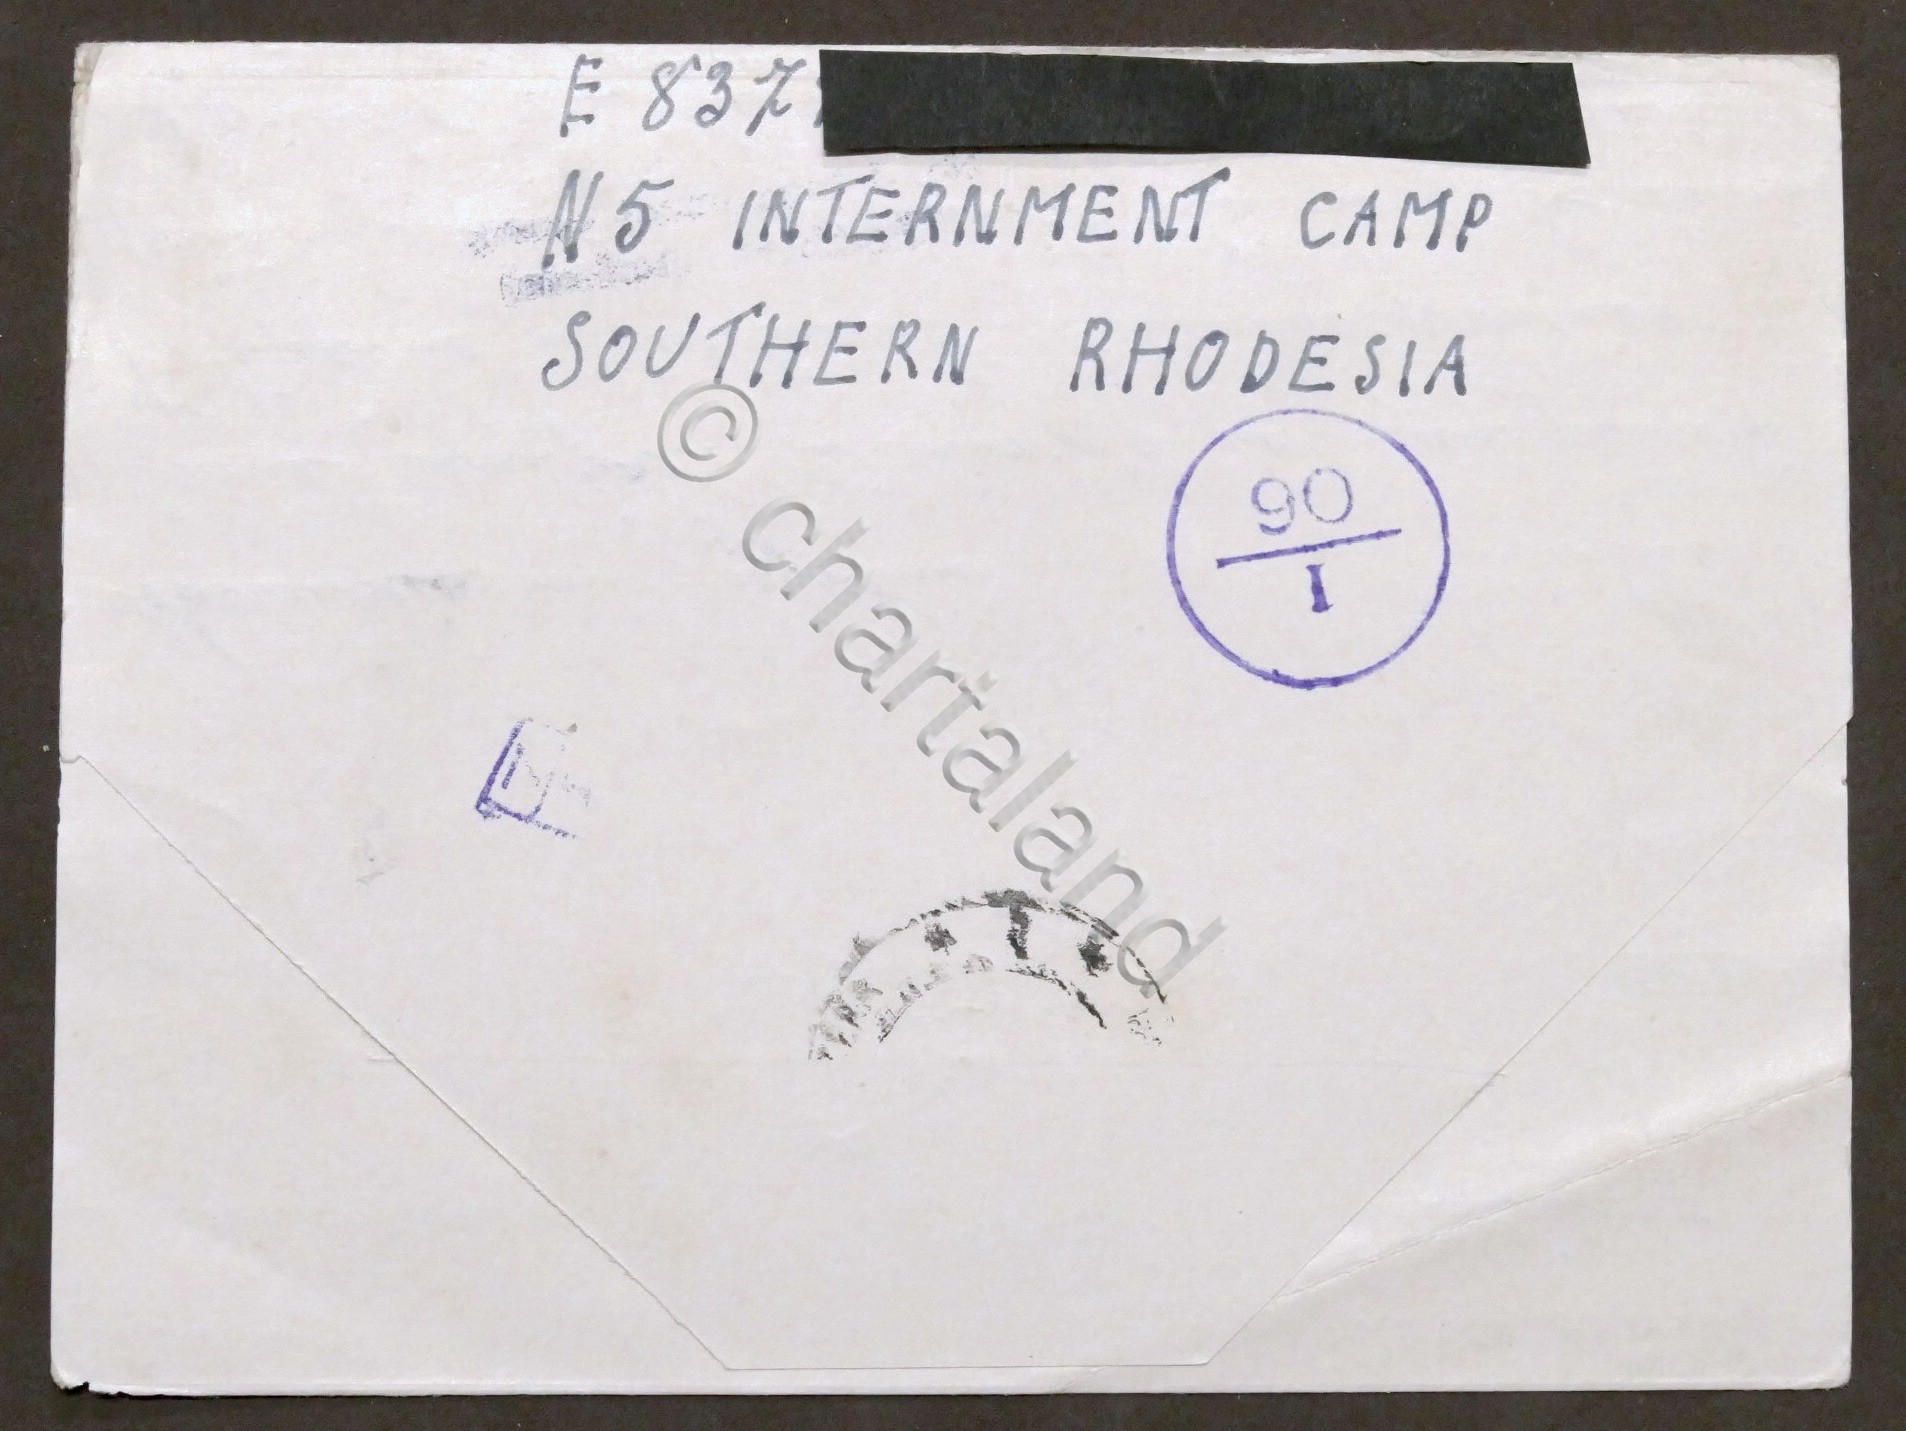 E 837
N5 INTERNMENT CAMP
SOUTHERN RHODESIA
90
I
© chartaland